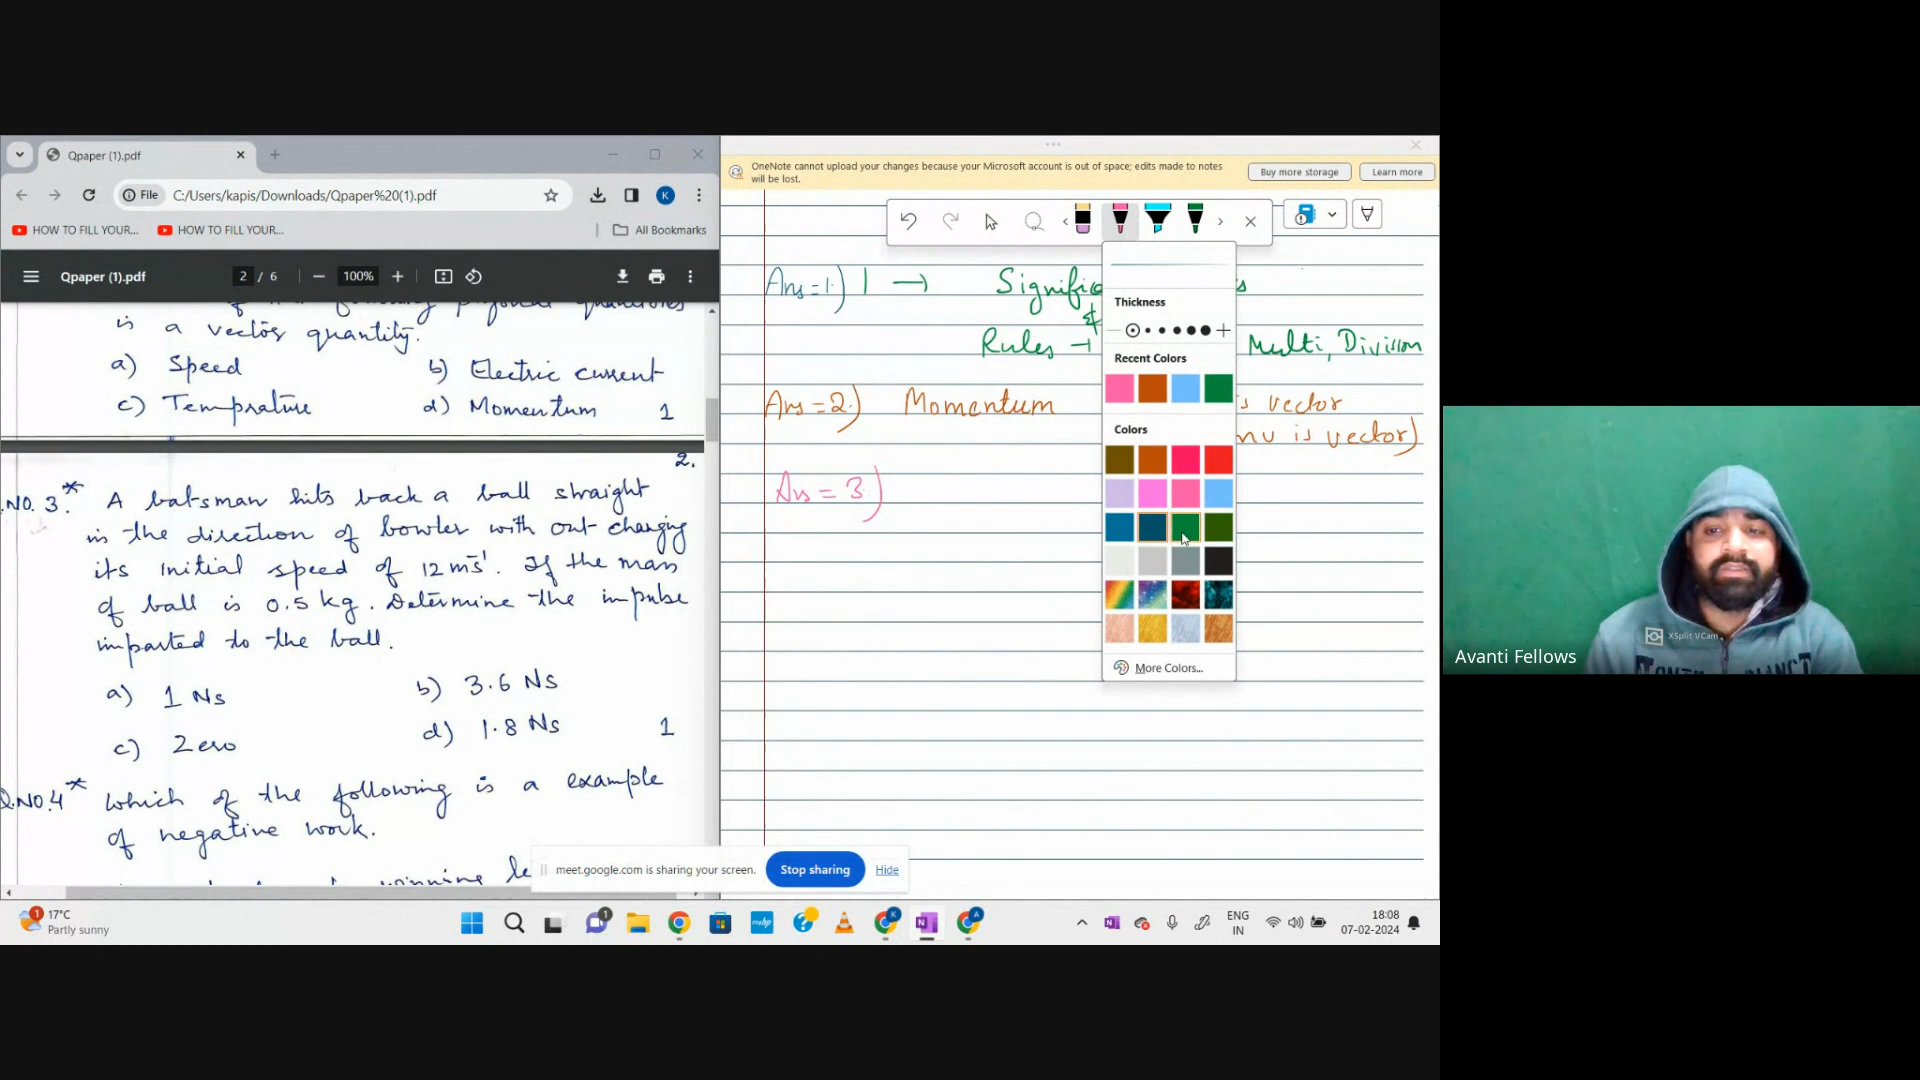 Qpaper (1).pdf
File C:/Users/kapis/Downloads/Qpaper%20(1).pdf
K
HOW TO FILL YOUR...
HOW TO FILL YOUR...
All Bookmarks
Qpaper (1).pdf
2 / 6
100%
is a vector quantity.
a) Speed
b) Electric current
c) Temprature
d) Momentum 1
2.
NO. 3.* A batsman hits back a ball straight
in the direction of bowler with out changing
its initial speed of 12 ms⁻¹. If the mass
of ball is 0.5 kg. Determine the impulse
imparted to the ball.
a) 1 Ns
b) 3.6 Ns
c) Zero
d) 1.8 Ns 1
Q.NO.4* Which of the following is a example
of negative work.
OneNote cannot upload your changes because your Microsoft account is out of space; edits made to notes
will be lost.
Buy more storage
Learn more
Ans=1.) 1 →
&
Rules → Multi, Division
Ans=2.) Momentum
is vector
mv is vector)
Ans=3)
Thickness
Recent Colors
Colors
More Colors...
meet.google.com is sharing your screen.
Stop sharing
Hide
1
17°C
Partly sunny
1
myhp
K
A
ENG
IN
18:08
07-02-2024
XSplit VCam
Avanti Fellows